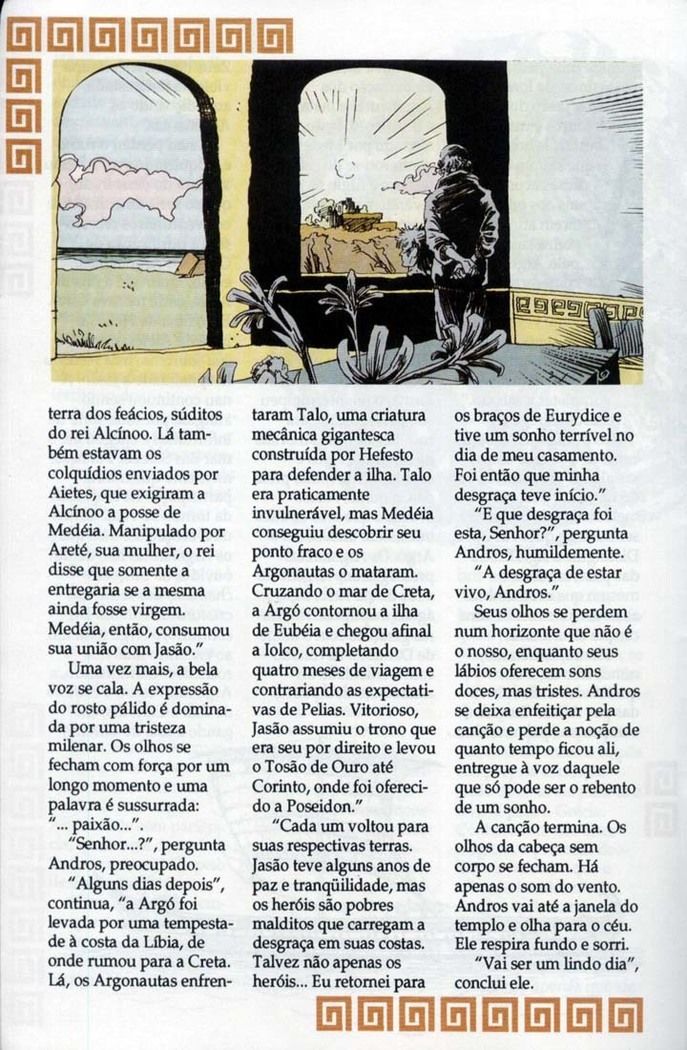 terra dos feácios, súditos
do rei Alcínoo. Lá tam-
bém estavam os
colquídios enviados por
Aietes, que exigiram a
Alcínoo a posse de
Medéia. Manipulado por
Areté, sua mulher, o rei
disse que somente a
entregaria se a mesma
ainda fosse virgem.
Medéia, então, consumou
sua união com Jasão."
Uma vez mais, a bela
voz se cala. A expressão
do rosto pálido é domina-
da por uma tristeza
milenar. Os olhos se
fecham com força por um
longo momento e uma
palavra é sussurrada:
"... paixão...".
"Senhor...?", pergunta
Andros, preocupado.
"Alguns dias depois",
continua, "a Argó foi
levada por uma tempesta-
de à costa da Líbia, de
onde rumou para a Creta.
Lá, os Argonautas enfren-
taram Talo, uma criatura
mecânica gigantesca
construída por Hefesto
para defender a ilha. Talo
era praticamente
invulnerável, mas Medéia
conseguiu descobrir seu
ponto fraco e os
Argonautas o mataram.
Cruzando o mar de Creta,
a Argó contornou a ilha
de Eubéia e chegou afinal
a Iolco, completando
quatro meses de viagem e
contrariando as expectati-
vas de Pelias. Vitorioso,
Jasão assumiu o trono que
era seu por direito e levou
o Tosão de Ouro até
Corinto, onde foi ofereci-
do a Poseidon."
"Cada um voltou para
suas respectivas terras.
Jasão teve alguns anos de
paz e tranqüilidade, mas
os heróis são pobres
malditos que carregam a
desgraça em suas costas.
Talvez não apenas os
heróis... Eu retornei para
os braços de Eurydice e
tive um sonho terrível no
dia de meu casamento.
Foi então que minha
desgraça teve início."
"E que desgraça foi
esta, Senhor?", pergunta
Andros, humildemente.
"A desgraça de estar
vivo, Andros."
Seus olhos se perdem
num horizonte que não é
o nosso, enquanto seus
lábios oferecem sons
doces, mas tristes. Andros
se deixa enfeitiçar pela
canção e perde a noção de
quanto tempo ficou ali,
entregue à voz daquele
que só pode ser o rebento
de um sonho.
A canção termina. Os
olhos da cabeça sem
corpo se fecham. Há
apenas o som do vento.
Andros vai até a janela do
templo e olha para o céu.
Ele respira fundo e sorri.
"Vai ser um lindo dia",
conclui ele.